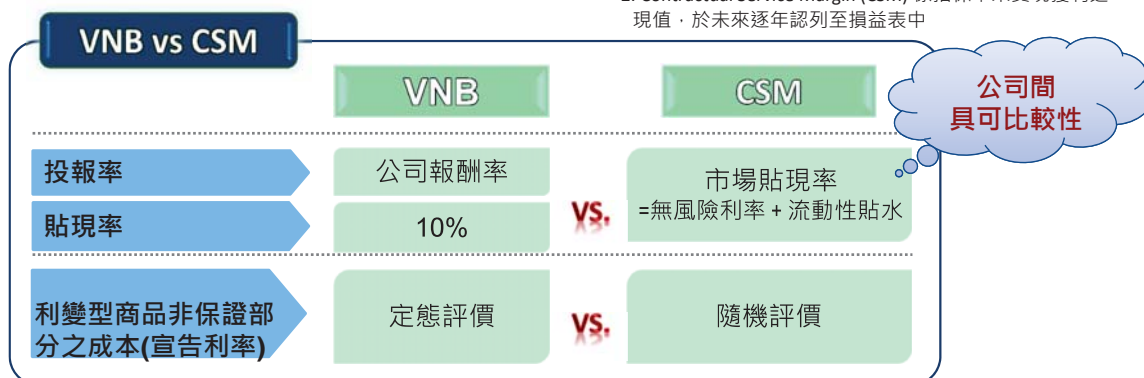 現值，於未來逐年認列至損益表中
VNB vs CSM
VNB
CSM
公司間
具可比較性
投報率
公司報酬率
市場貼現率
=無風險利率 + 流動性貼水
VS.
貼現率
10%
利變型商品非保證部
分之成本(宣告利率)
定態評價
VS.
隨機評價